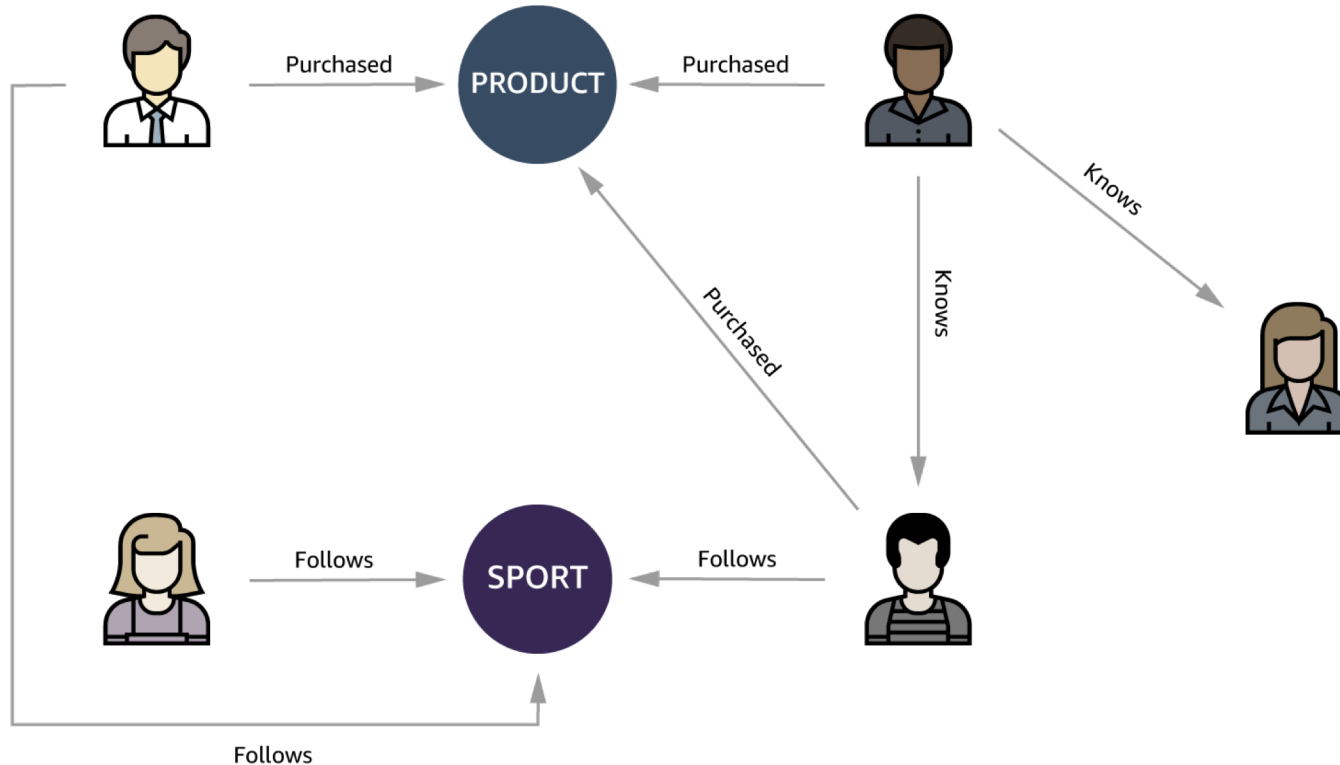 Purchased
PRODUCT
Purchased
Knows
Knows
Purchased
Follows
SPORT
Follows
Follows